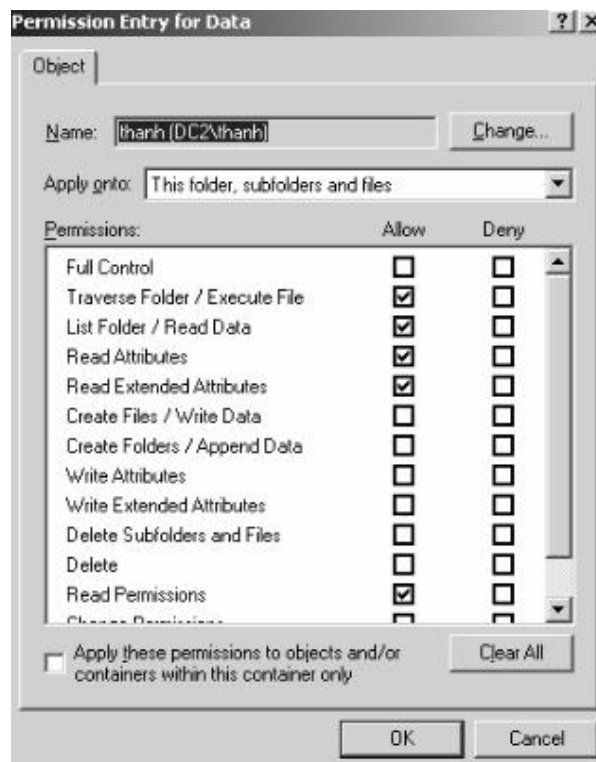 Permission Entry for Data
Object
Name: thanh (DC2\thanh) Change...
Apply onto: This folder, subfolders and files
Permissions: Allow Deny
Full Control
Traverse Folder / Execute File
List Folder / Read Data
Read Attributes
Read Extended Attributes
Create Files / Write Data
Create Folders / Append Data
Write Attributes
Write Extended Attributes
Delete Subfolders and Files
Delete
Read Permissions
Apply these permissions to objects and/or
containers within this container only
Clear All
OK Cancel